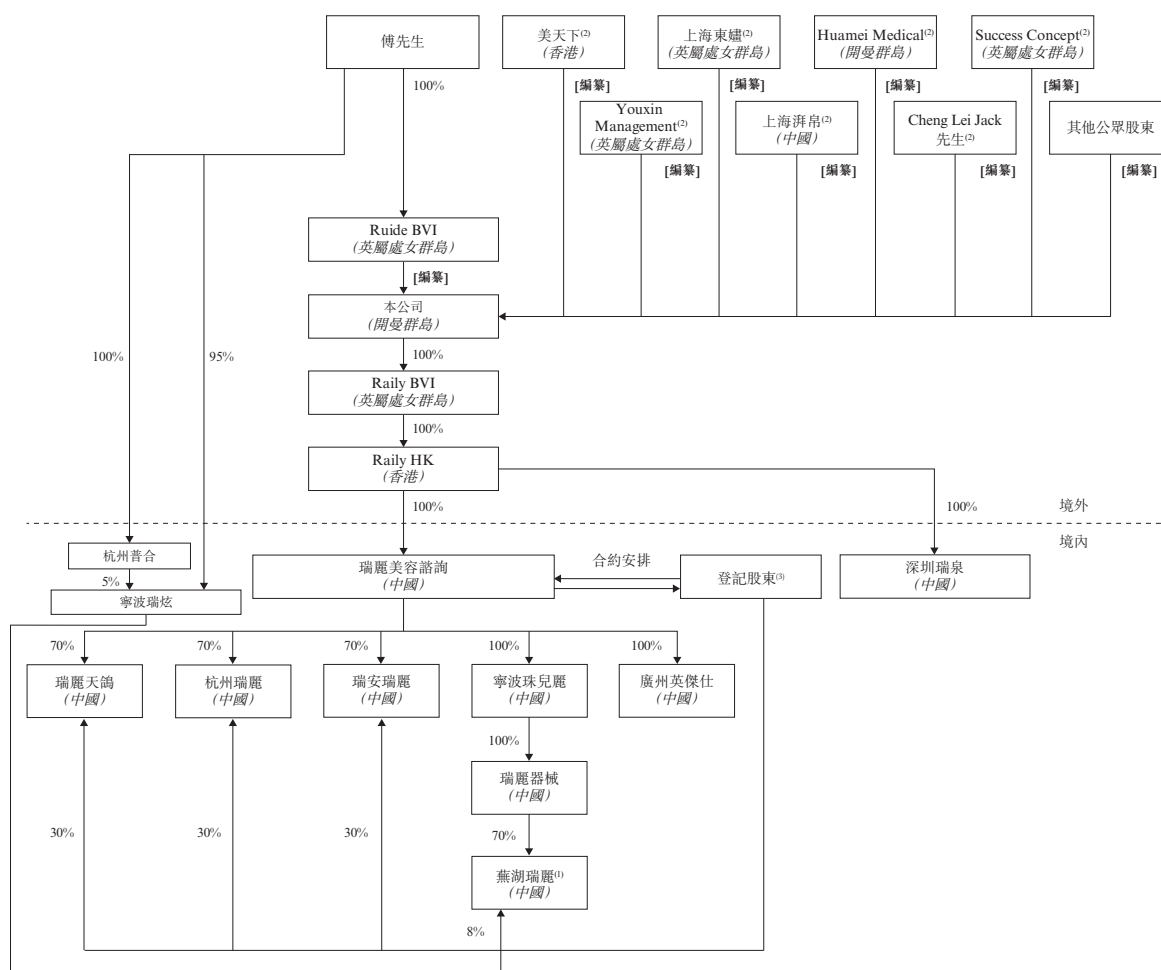 傅先生
美天下(2)
(香港)
上海東嬧(2)
(英屬處女群島)
Huamei Medical(2)
(開曼群島)
Success Concept(2)
(英屬處女群島)
100%
[編纂]
[編纂]
[編纂]
[編纂]
Youxin
Management(2)
(英屬處女群島)
上海湃帛(2)
(中國)
Cheng Lei Jack
先生(2)
其他公眾股東
[編纂]
[編纂]
[編纂]
[編纂]
Ruide BVI
(英屬處女群島)
[編纂]
本公司
(開曼群島)
100%
95%
100%
Raily BVI
(英屬處女群島)
100%
Raily HK
(香港)
100%
100%
境外
境內
杭州普合
5%
寧波瑞炫
瑞麗美容諮詢
(中國)
合約安排
登記股東(3)
深圳瑞泉
(中國)
70%
70%
70%
100%
100%
瑞麗天鴿
(中國)
杭州瑞麗
(中國)
瑞安瑞麗
(中國)
寧波珠兒麗
(中國)
廣州英傑仕
(中國)
100%
瑞麗器械
(中國)
30%
30%
30%
70%
蕪湖瑞麗(1)
(中國)
8%